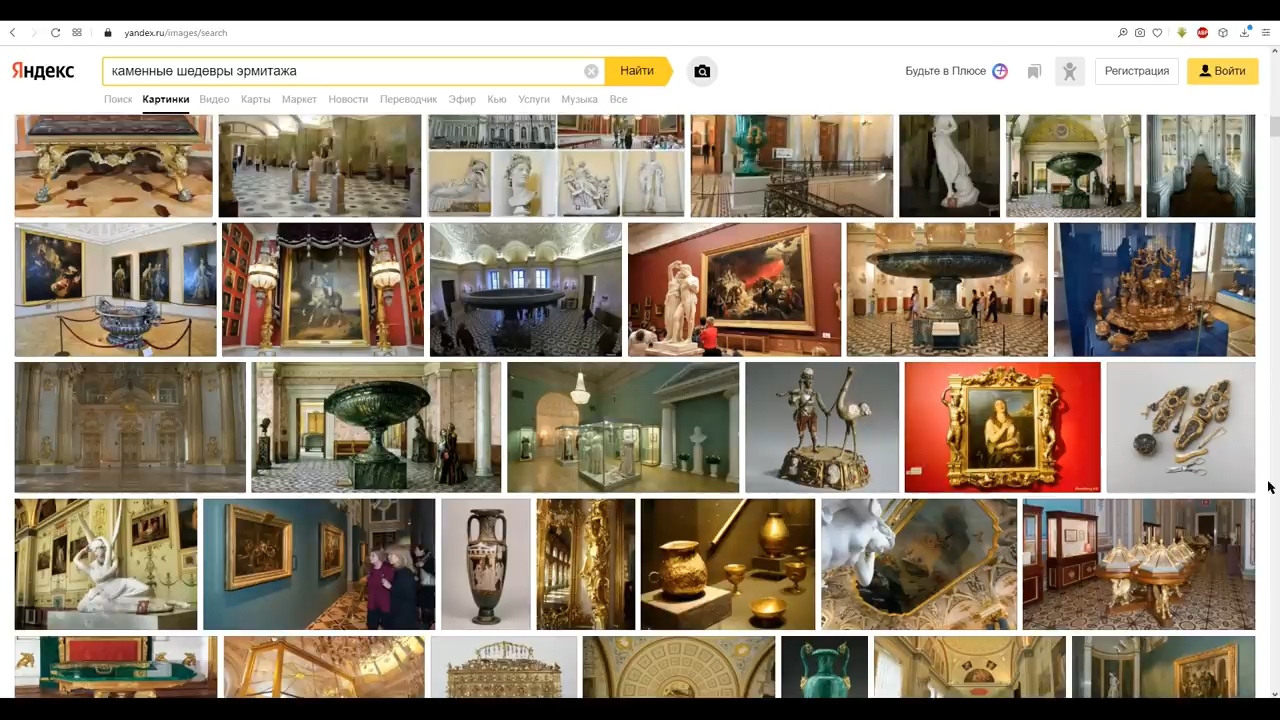 yandex.ru/images/search
Яндекс
каменные шедевры эрмитажа
Найти
Будьте в Плюсе
Регистрация
Войти
Поиск Картинки Видео Карты Маркет Новости Переводчик Эфир Кью Услуги Музыка Все
ABP